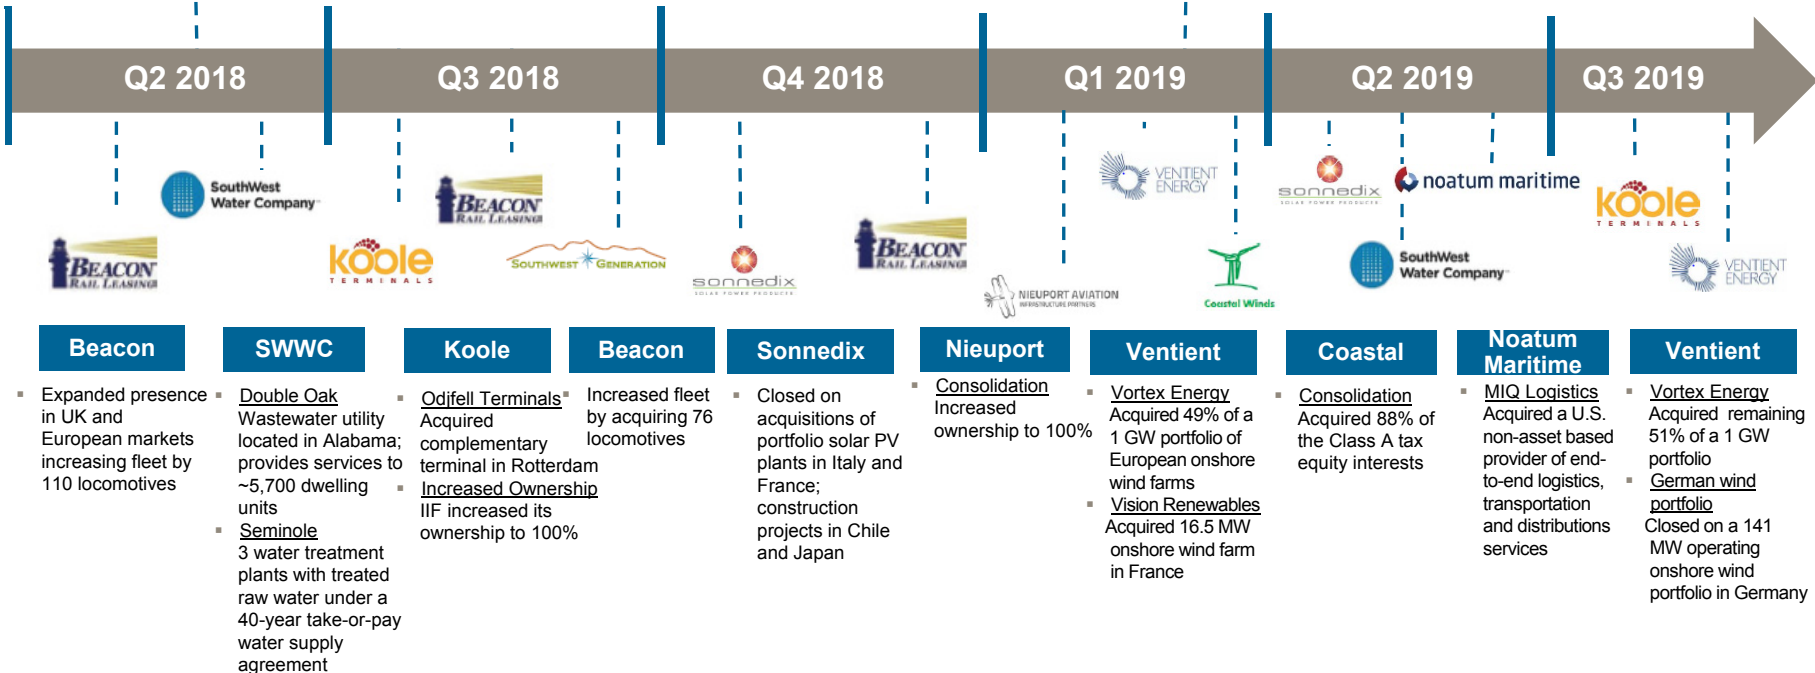 Q2 2018
Q3 2018
Q4 2018
Q1 2019
Q2 2019
Q3 2019
BEACON
RAIL LEASING
SouthWest
Water Company
koole
TERMINALS
BEACON
RAIL LEASING
SOUTHWEST GENERATION
sonnedix
SOLAR POWER PRODUCER
BEACON
RAIL LEASING
NIEUPORT AVIATION
INFRASTRUCTURE PARTNERS
VENTIENT
ENERGY
Coastal Winds
sonnedix
SOLAR POWER PRODUCER
SouthWest
Water Company
noatum maritime
koole
TERMINALS
VENTIENT
ENERGY
Beacon
Expanded presence
in UK and
European markets
increasing fleet by
110 locomotives
SWWC
Double Oak
Wastewater utility
located in Alabama;
provides services to
~5,700 dwelling
units
Seminole
3 water treatment
plants with treated
raw water under a
40-year take-or-pay
water supply
agreement
Koole
Odjfell Terminals
Acquired
complementary
terminal in Rotterdam
Increased Ownership
IIF increased its
ownership to 100%
Beacon
Increased fleet
by acquiring 76
locomotives
Sonnedix
Closed on
acquisitions of
portfolio solar PV
plants in Italy and
France;
construction
projects in Chile
and Japan
Nieuport
Consolidation
Increased
ownership to 100%
Ventient
Vortex Energy
Acquired 49% of a
1 GW portfolio of
European onshore
wind farms
Vision Renewables
Acquired 16.5 MW
onshore wind farm
in France
Coastal
Consolidation
Acquired 88% of
the Class A tax
equity interests
Noatum
Maritime
MIQ Logistics
Acquired a U.S.
non-asset based
provider of end-
to-end logistics,
transportation
and distributions
services
Ventient
Vortex Energy
Acquired remaining
51% of a 1 GW
portfolio
German wind
portfolio
Closed on a 141
MW operating
onshore wind
portfolio in Germany